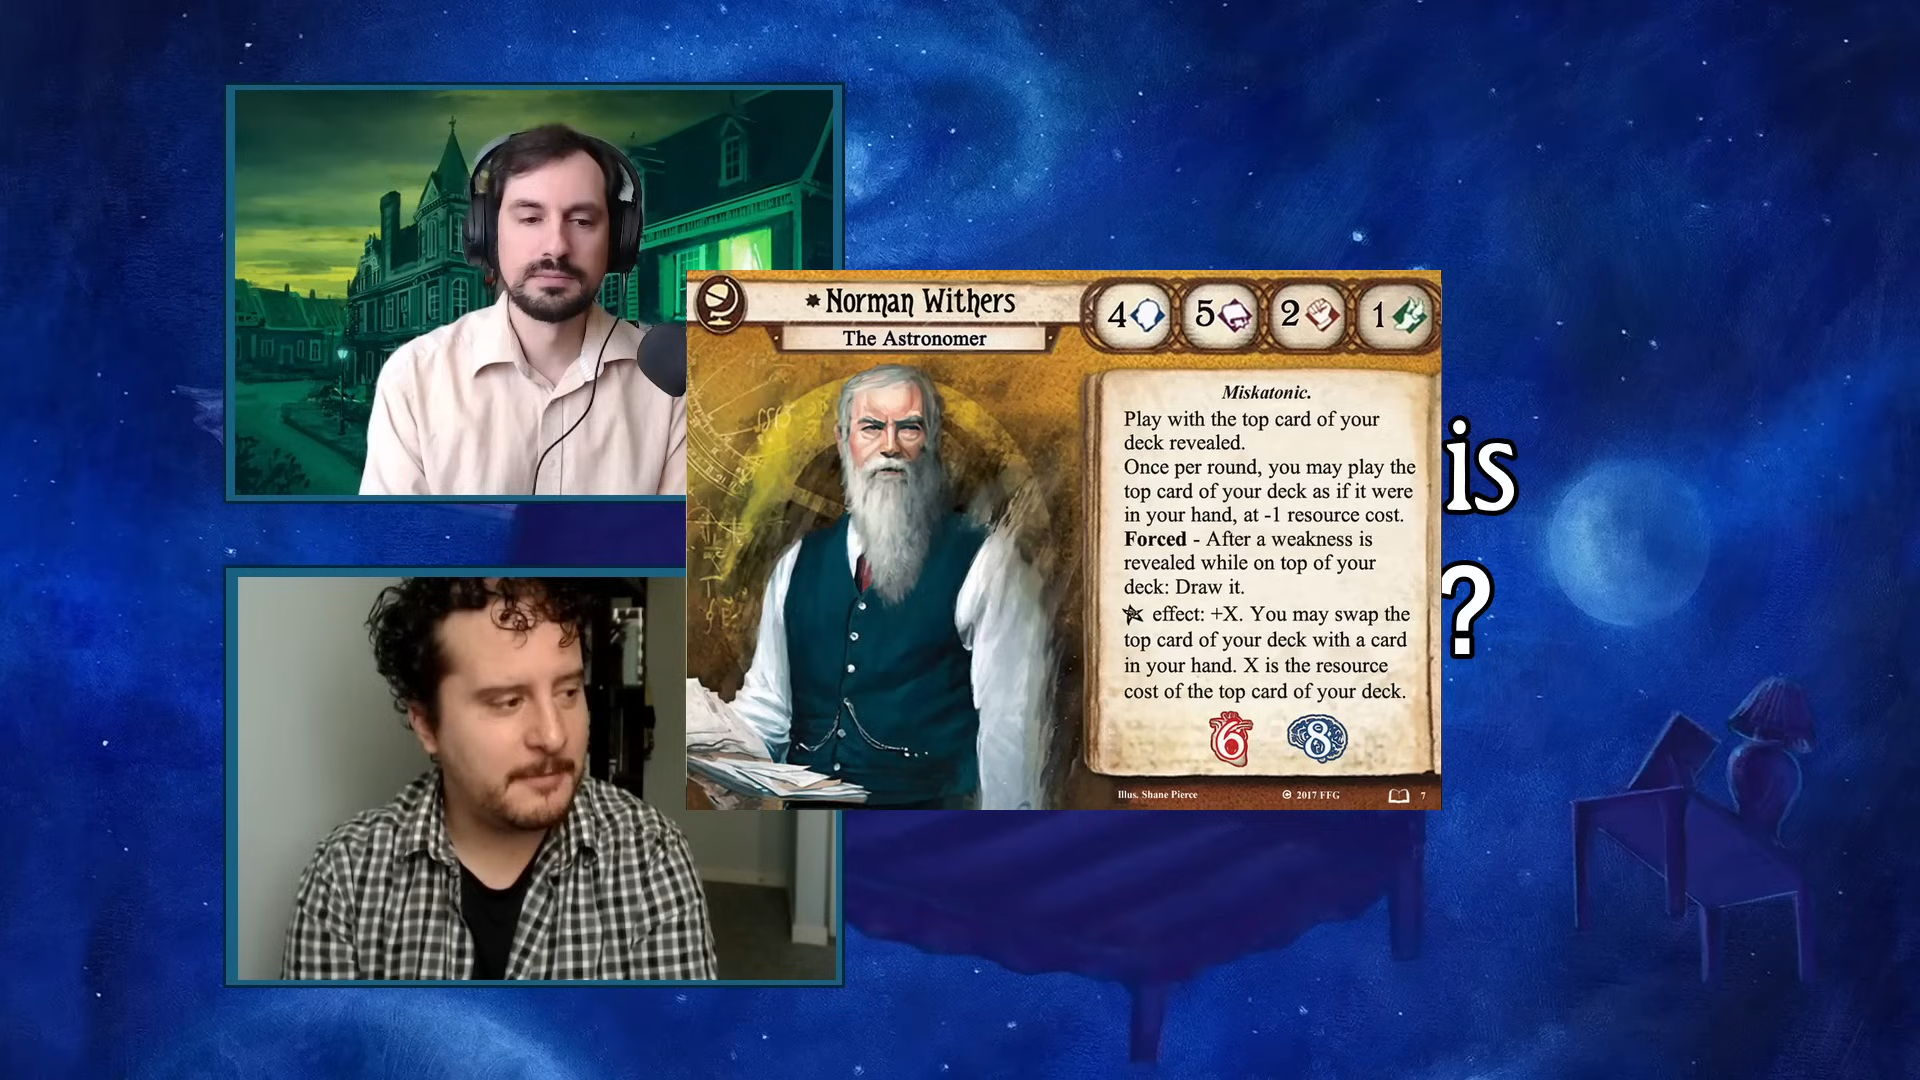 Norman Withers
4 5 2 1
The Astronomer
Miskatonic.
Play with the top card of your
deck revealed.
Once per round, you may play the
top card of your deck as if it were
in your hand, at -1 resource cost.
Forced - After a weakness is
revealed while on top of your
deck: Draw it.
effect: +X. You may swap the
top card of your deck with a card
in your hand. X is the resource
cost of the top card of your deck.
6 8
Illus. Shane Pierce © 2017 FFG 7
is
?